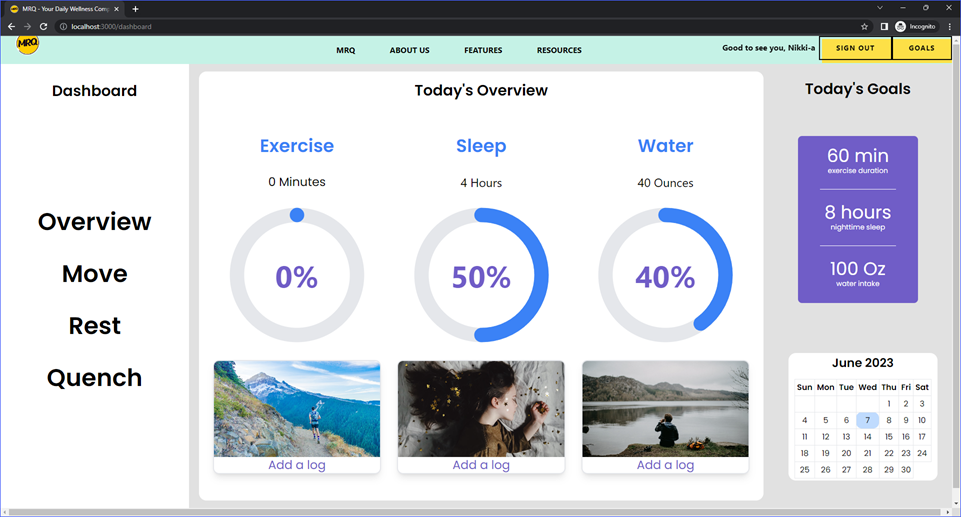 MRQ - Your Daily Wellness Comp
localhost:3000/dashboard
Incognito
MRQ
MRQ
ABOUT US
FEATURES
RESOURCES
Good to see you, Nikki-a
SIGN OUT
GOALS
Dashboard
Overview
Move
Rest
Quench
Today's Overview
Exercise
0 Minutes
0%
Add a log
Sleep
4 Hours
50%
Add a log
Water
40 Ounces
40%
Add a log
Today's Goals
60 min
exercise duration
8 hours
nighttime sleep
100 Oz
water intake
June 2023
Sun Mon Tue Wed Thu Fri Sat
1 2 3
4 5 6 7 8 9 10
11 12 13 14 15 16 17
18 19 20 21 22 23 24
25 26 27 28 29 30